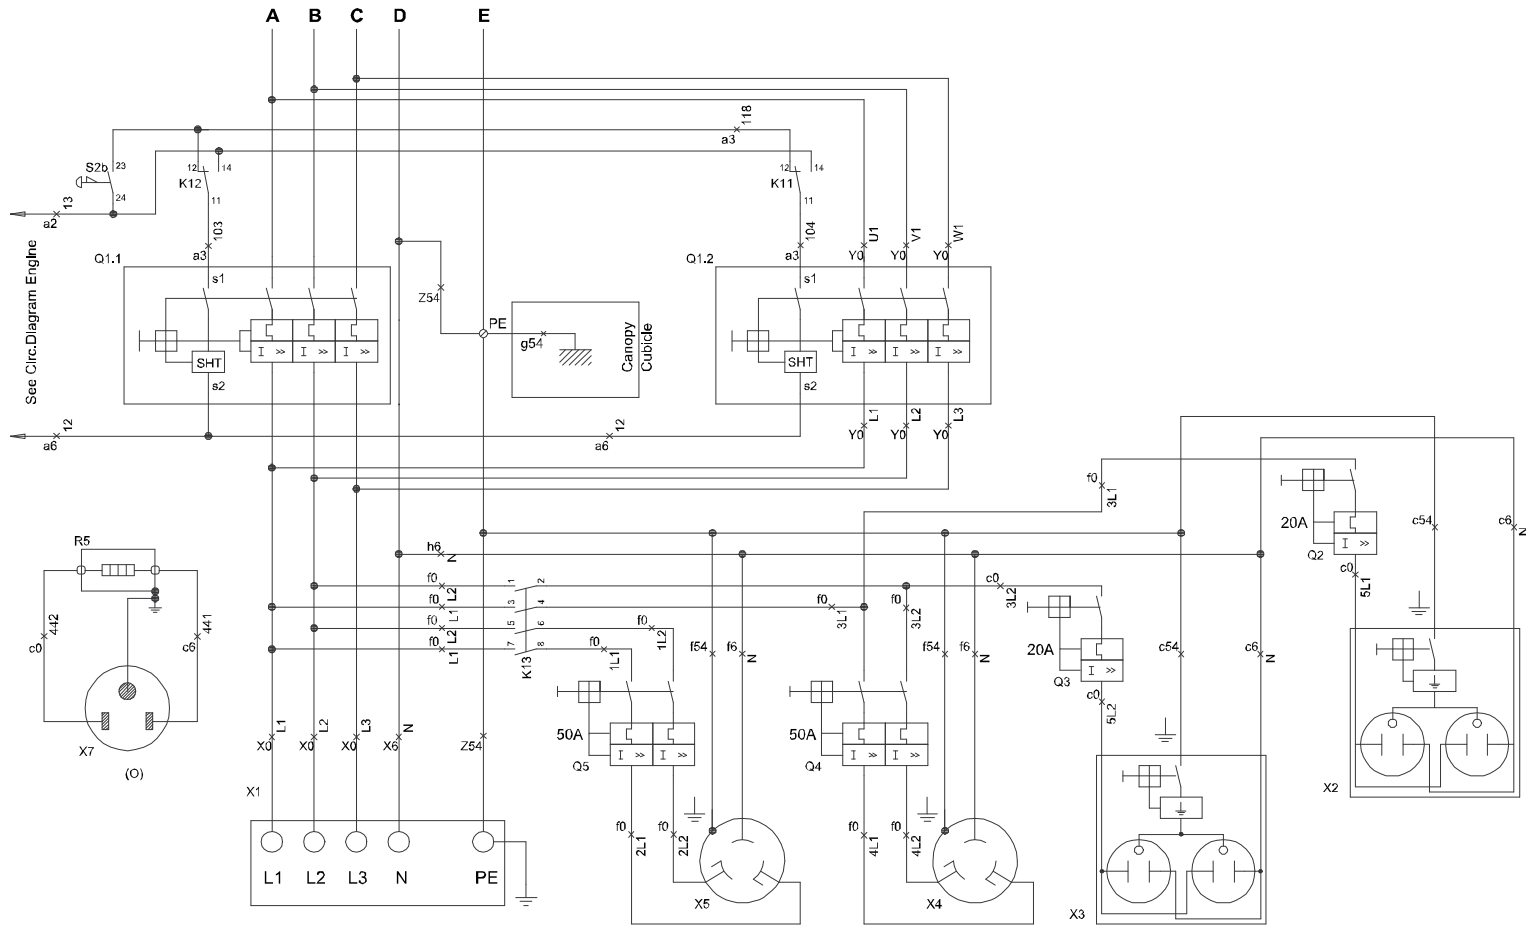 A B C D E
118
a3
S2b 23
12 14
K12
24
11
13
a2
12 14
K11
11
103
a3
104
a3
U1 V1 W1
Y0 Y0 Y0
Q1.1
s1
SHT
s2
I >> I >> I >>
Z54
PE
g54
Canopy
Cubicle
Q1.2
s1
SHT
s2
I >> I >> I >>
See Circ.Diagram Engine
12
a6
12
a6
L1 L2 L3
Y0 Y0 Y0
f0
3L1
20A
I >>
Q2
c0
5L1
c54
c6
N
h6
N
R5
442
c0
441
c6
X7
(O)
f0 L2
f0 L1
f0 L2
f0 L1
1 2
3 4
5 6
7 8
K13
f0
1L1
f0
1L2
f0
3L1
f0
3L2
c0
3L2
20A
I >>
Q3
c0
5L2
f54
f6
N
f54
f6
N
c54
c6
N
L1 L2 L3 N
X0 X0 X0 X6 Z54
50A
I >> I >>
Q5
50A
I >> I >>
Q4
X1
L1 L2 L3 N PE
f0
2L1
f0
2L2
X5
f0
4L1
f0
4L2
X4
X3
X2